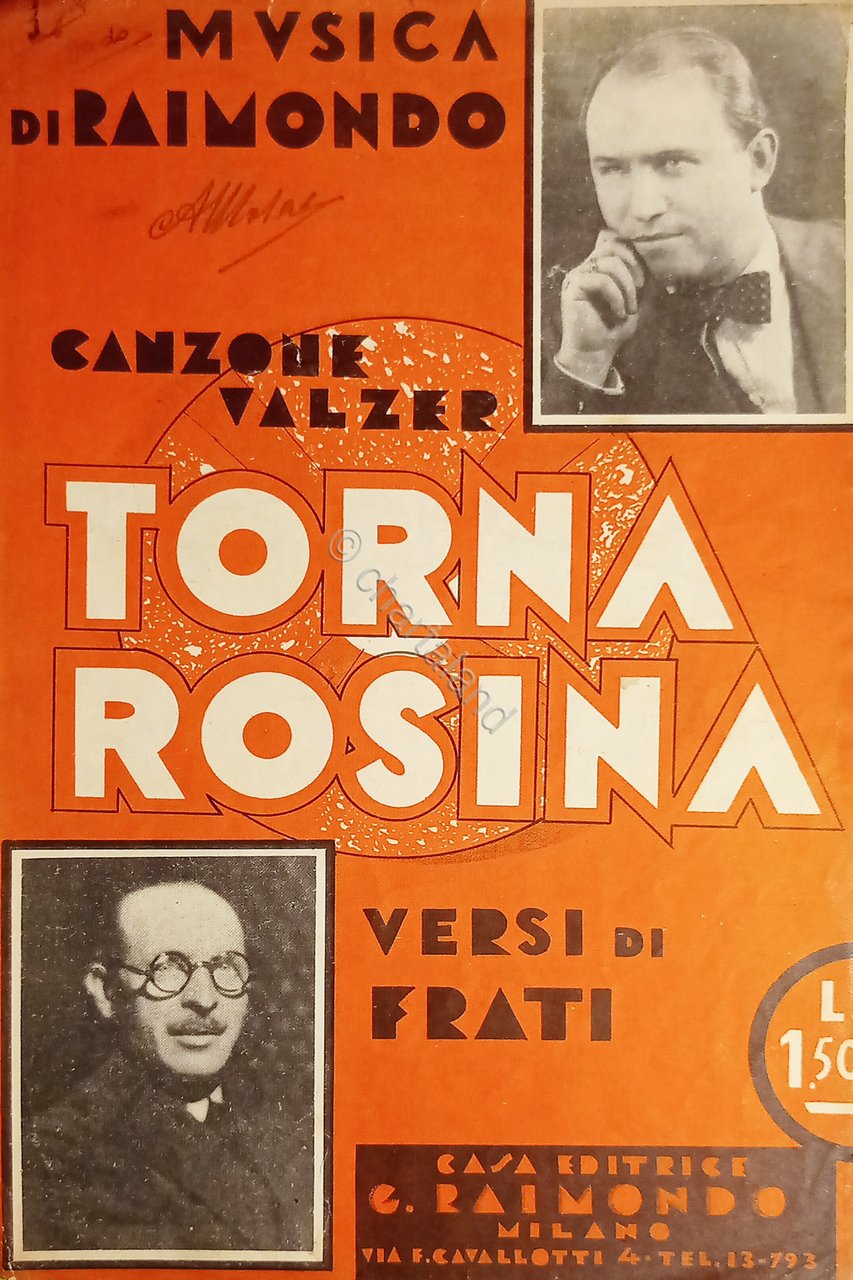 MVSICA
DI RAIMONDO
CANZONE
VALZER
TORNA
ROSINA
© chartaland
VERSI DI
FRATI
L
1.50
CASA EDITRICE
G. RAIMONDO
MILANO
VIA F. CAVALLOTTI 4 - TEL. 13-793